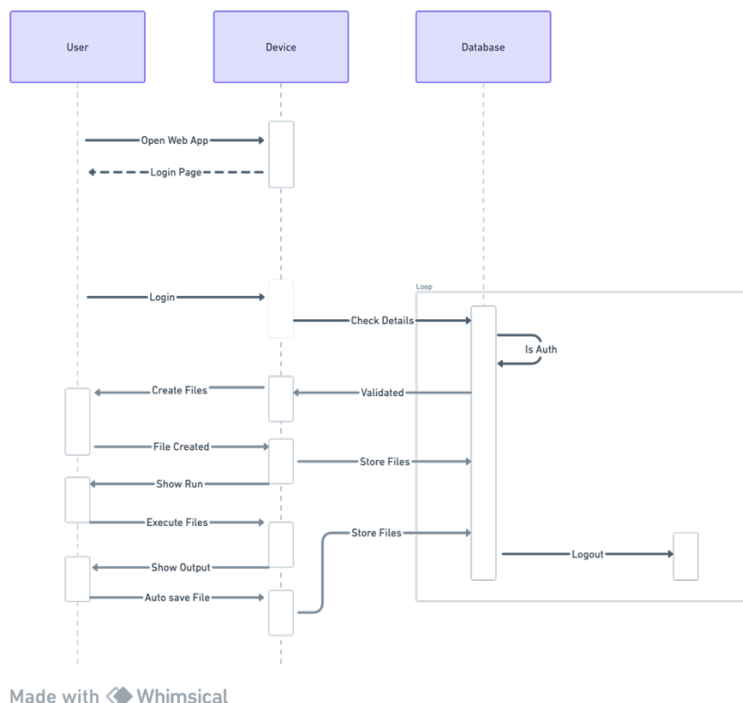 User
Device
Database
Open Web App
Login Page
Loop
Login
Check Details
Is Auth
Create Files
Validated
File Created
Store Files
Show Run
Execute Files
Store Files
Logout
Show Output
Auto save File
Made with Whimsical